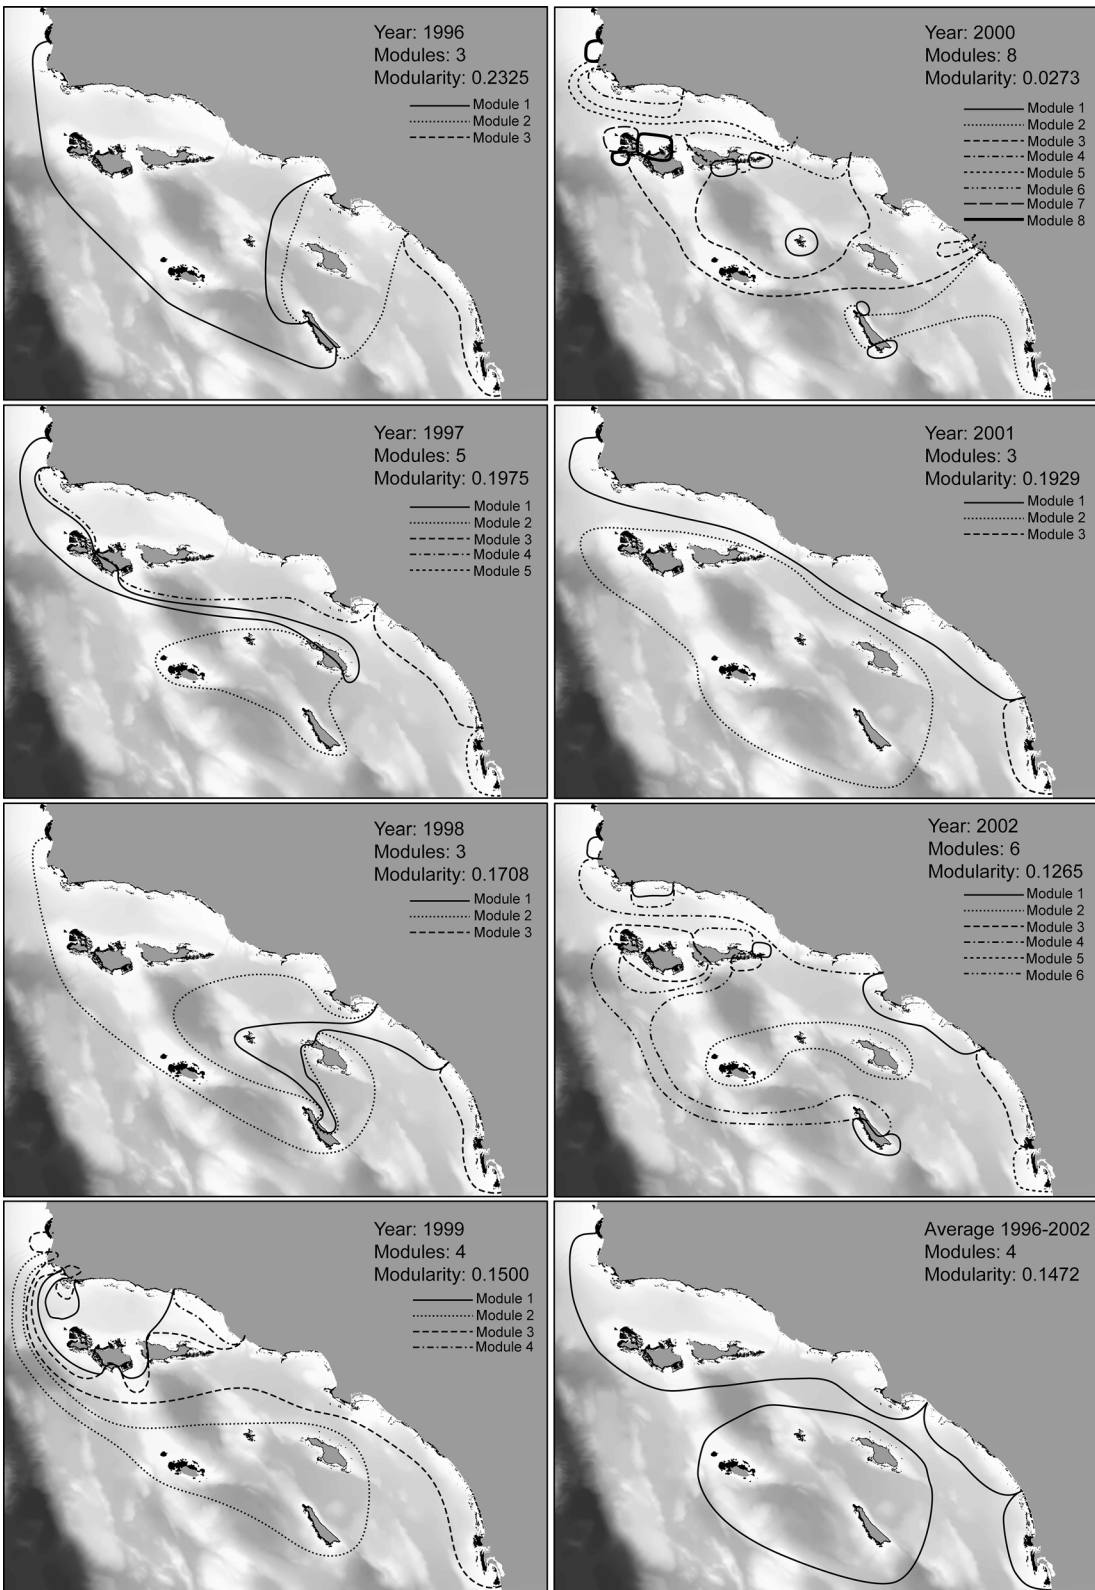 Year: 1996
Modules: 3
Modularity: 0.2325
Module 1
Module 2
Module 3
Year: 2000
Modules: 8
Modularity: 0.0273
Module 1
Module 2
Module 3
Module 4
Module 5
Module 6
Module 7
Module 8
Year: 1997
Modules: 5
Modularity: 0.1975
Module 1
Module 2
Module 3
Module 4
Module 5
Year: 2001
Modules: 3
Modularity: 0.1929
Module 1
Module 2
Module 3
Year: 1998
Modules: 3
Modularity: 0.1708
Module 1
Module 2
Module 3
Year: 2002
Modules: 6
Modularity: 0.1265
Module 1
Module 2
Module 3
Module 4
Module 5
Module 6
Year: 1999
Modules: 4
Modularity: 0.1500
Module 1
Module 2
Module 3
Module 4
Average 1996-2002
Modules: 4
Modularity: 0.1472